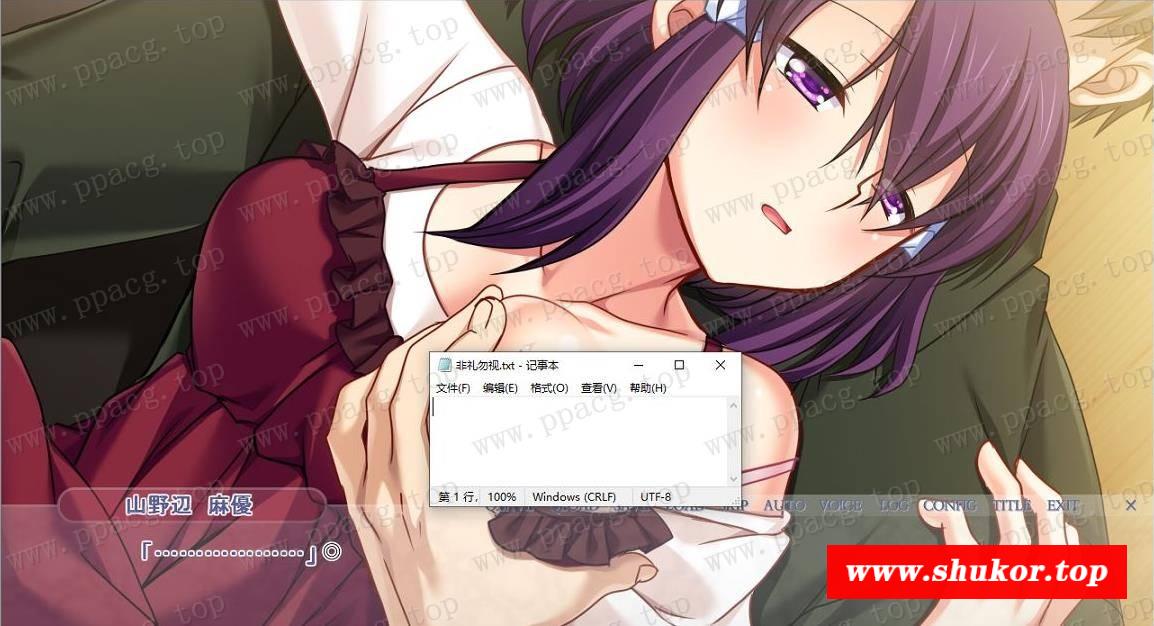 www.ppacg.top
非礼勿视.txt - 记事本
文件(F) 编辑(E) 格式(O) 查看(V) 帮助(H)
第 1 行, 100% Windows (CRLF) UTF-8
山野辺 麻優
AUTO VOICE LOG CONFIG TITLE EXIT
「………………」◎
www.shukor.top